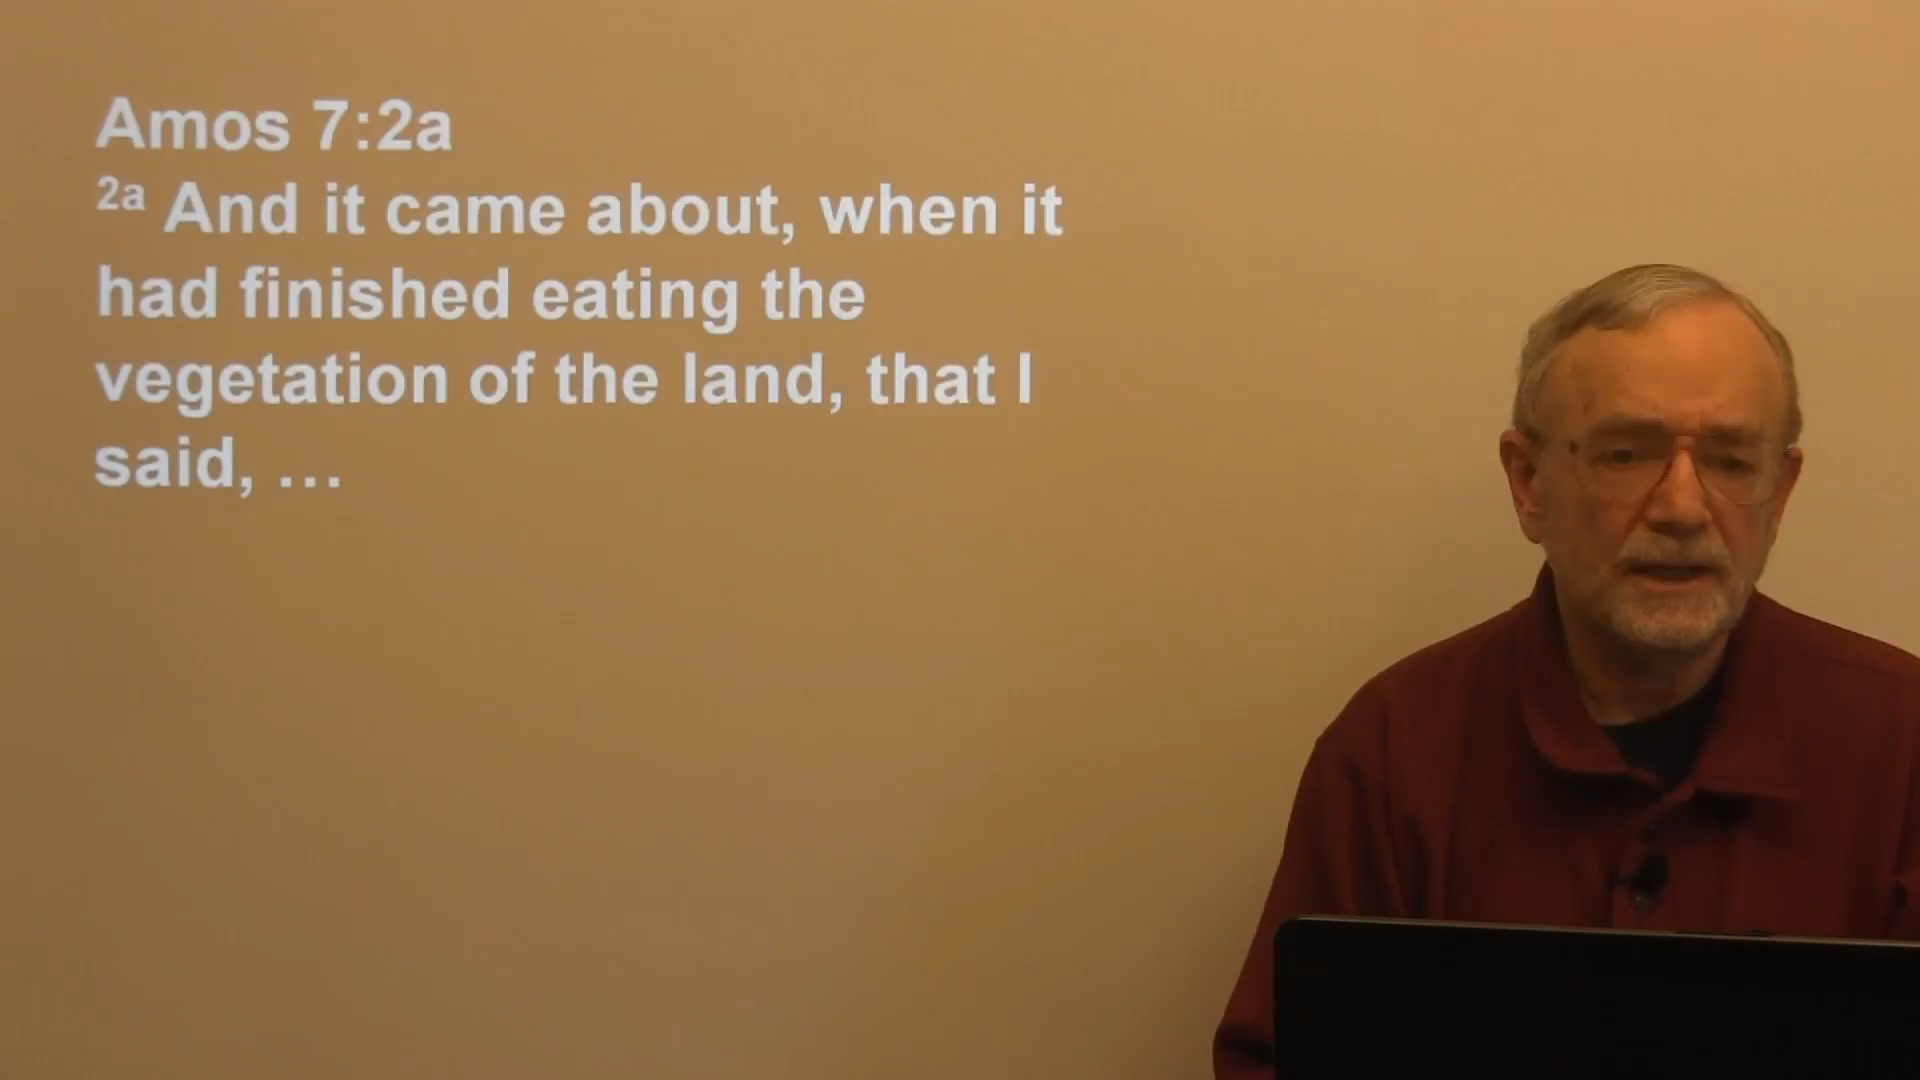 Amos 7:2a
2a And it came about, when it
had finished eating the
vegetation of the land, that I
said, …